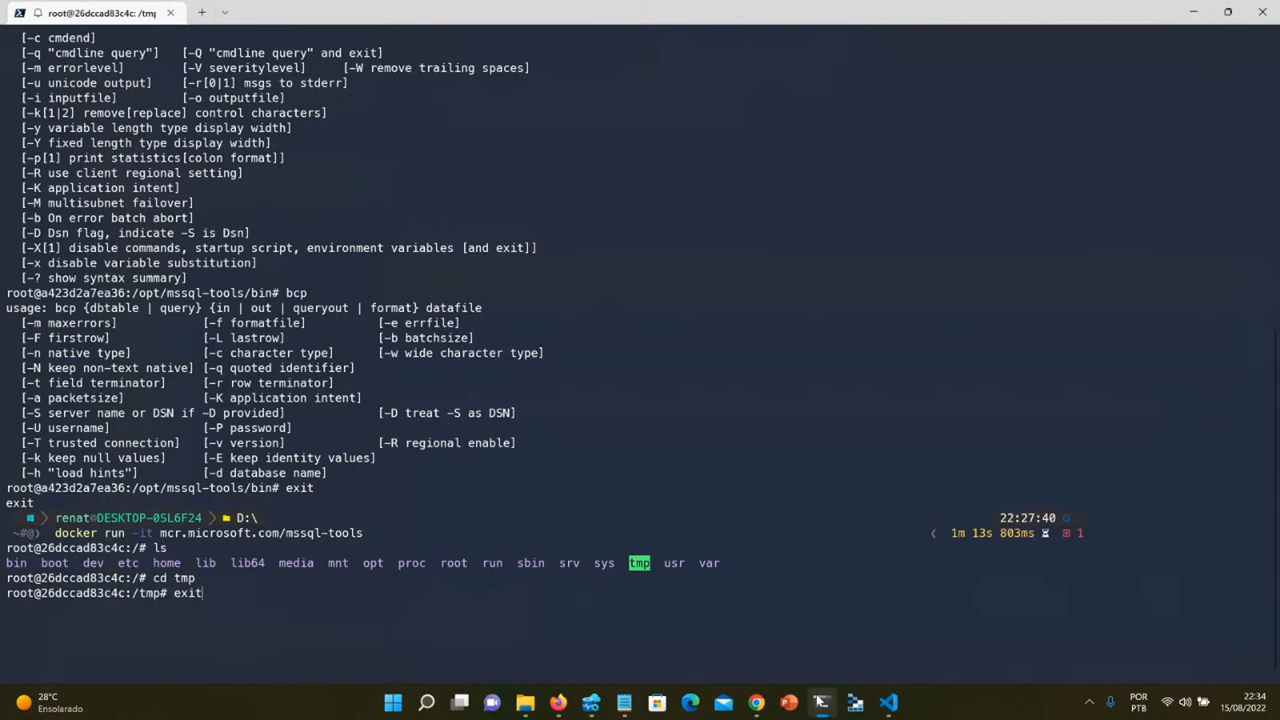 root@26dccad83c4c: /tmp
[-c cmdend]
[-q "cmdline query"] [-Q "cmdline query" and exit]
[-m errorlevel] [-V severitylevel] [-W remove trailing spaces]
[-u unicode output] [-r[0|1] msgs to stderr]
[-i inputfile] [-o outputfile]
[-k[1|2] remove[replace] control characters]
[-y variable length type display width]
[-Y fixed length type display width]
[-p[1] print statistics[colon format]]
[-R use client regional setting]
[-K application intent]
[-M multisubnet failover]
[-b On error batch abort]
[-D Dsn flag, indicate -S is Dsn]
[-X[1] disable commands, startup script, environment variables [and exit]]
[-x disable variable substitution]
[-? show syntax summary]
root@a423d2a7ea36:/opt/mssql-tools/bin# bcp
usage: bcp {dbtable | query} {in | out | queryout | format} datafile
[-m maxerrors] [-f formatfile] [-e errfile]
[-F firstrow] [-L lastrow] [-b batchsize]
[-n native type] [-c character type] [-w wide character type]
[-N keep non-text native] [-q quoted identifier]
[-t field terminator] [-r row terminator]
[-a packetsize] [-K application intent]
[-S server name or DSN if -D provided] [-D treat -S as DSN]
[-U username] [-P password]
[-T trusted connection] [-v version] [-R regional enable]
[-k keep null values] [-E keep identity values]
[-h "load hints"] [-d database name]
root@a423d2a7ea36:/opt/mssql-tools/bin# exit
exit
renat@DESKTOP-0SL6F24 D:\ 22:27:40
~#@❯ docker run -it mcr.microsoft.com/mssql-tools ❮ 1m 13s 803ms 1
root@26dccad83c4c:/# ls
bin boot dev etc home lib lib64 media mnt opt proc root run sbin srv sys tmp usr var
root@26dccad83c4c:/# cd tmp
root@26dccad83c4c:/tmp# exit
28°C
Ensolarado
POR
PTB
22:34
15/08/2022